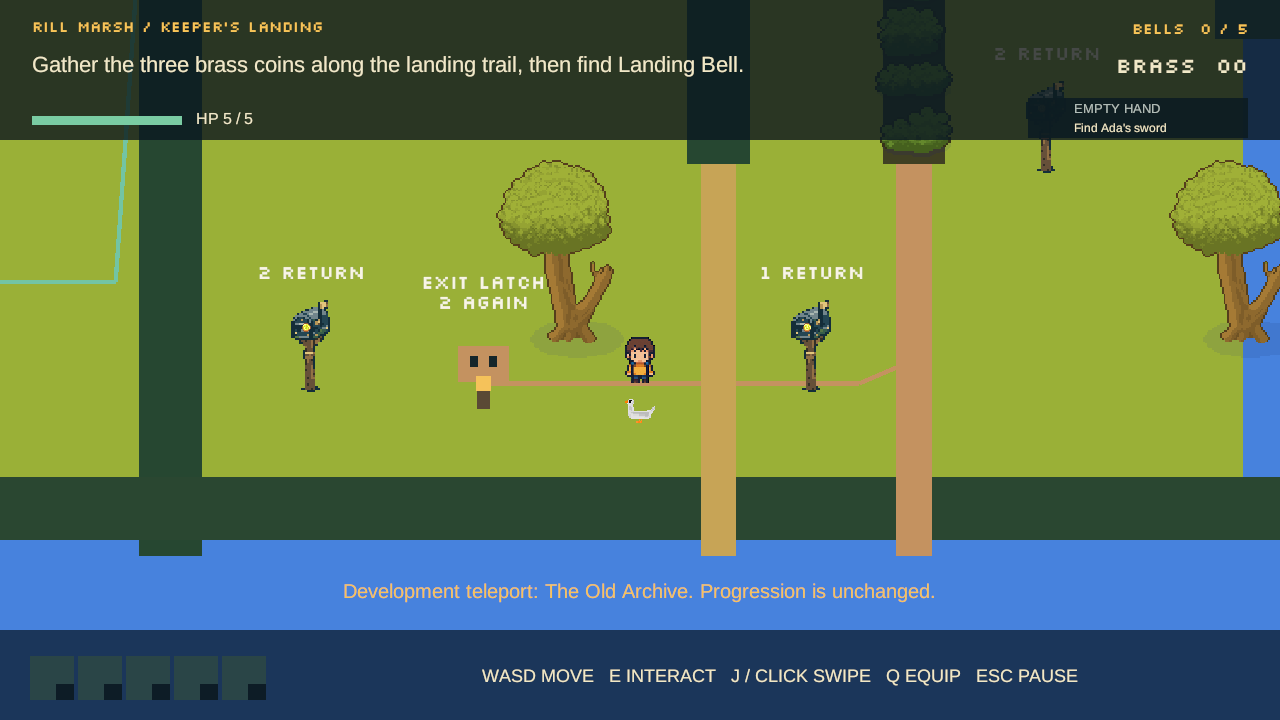 RILL MARSH / KEEPER'S LANDING
BELLS 0 / 5
Gather the three brass coins along the landing trail, then find Landing Bell.
2 RETURN
BRASS 00
HP 5 / 5
EMPTY HAND
Find Ada's sword
2 RETURN
EXIT LATCH
2 AGAIN
1 RETURN
Development teleport: The Old Archive. Progression is unchanged.
WASD MOVE E INTERACT J / CLICK SWIPE Q EQUIP ESC PAUSE